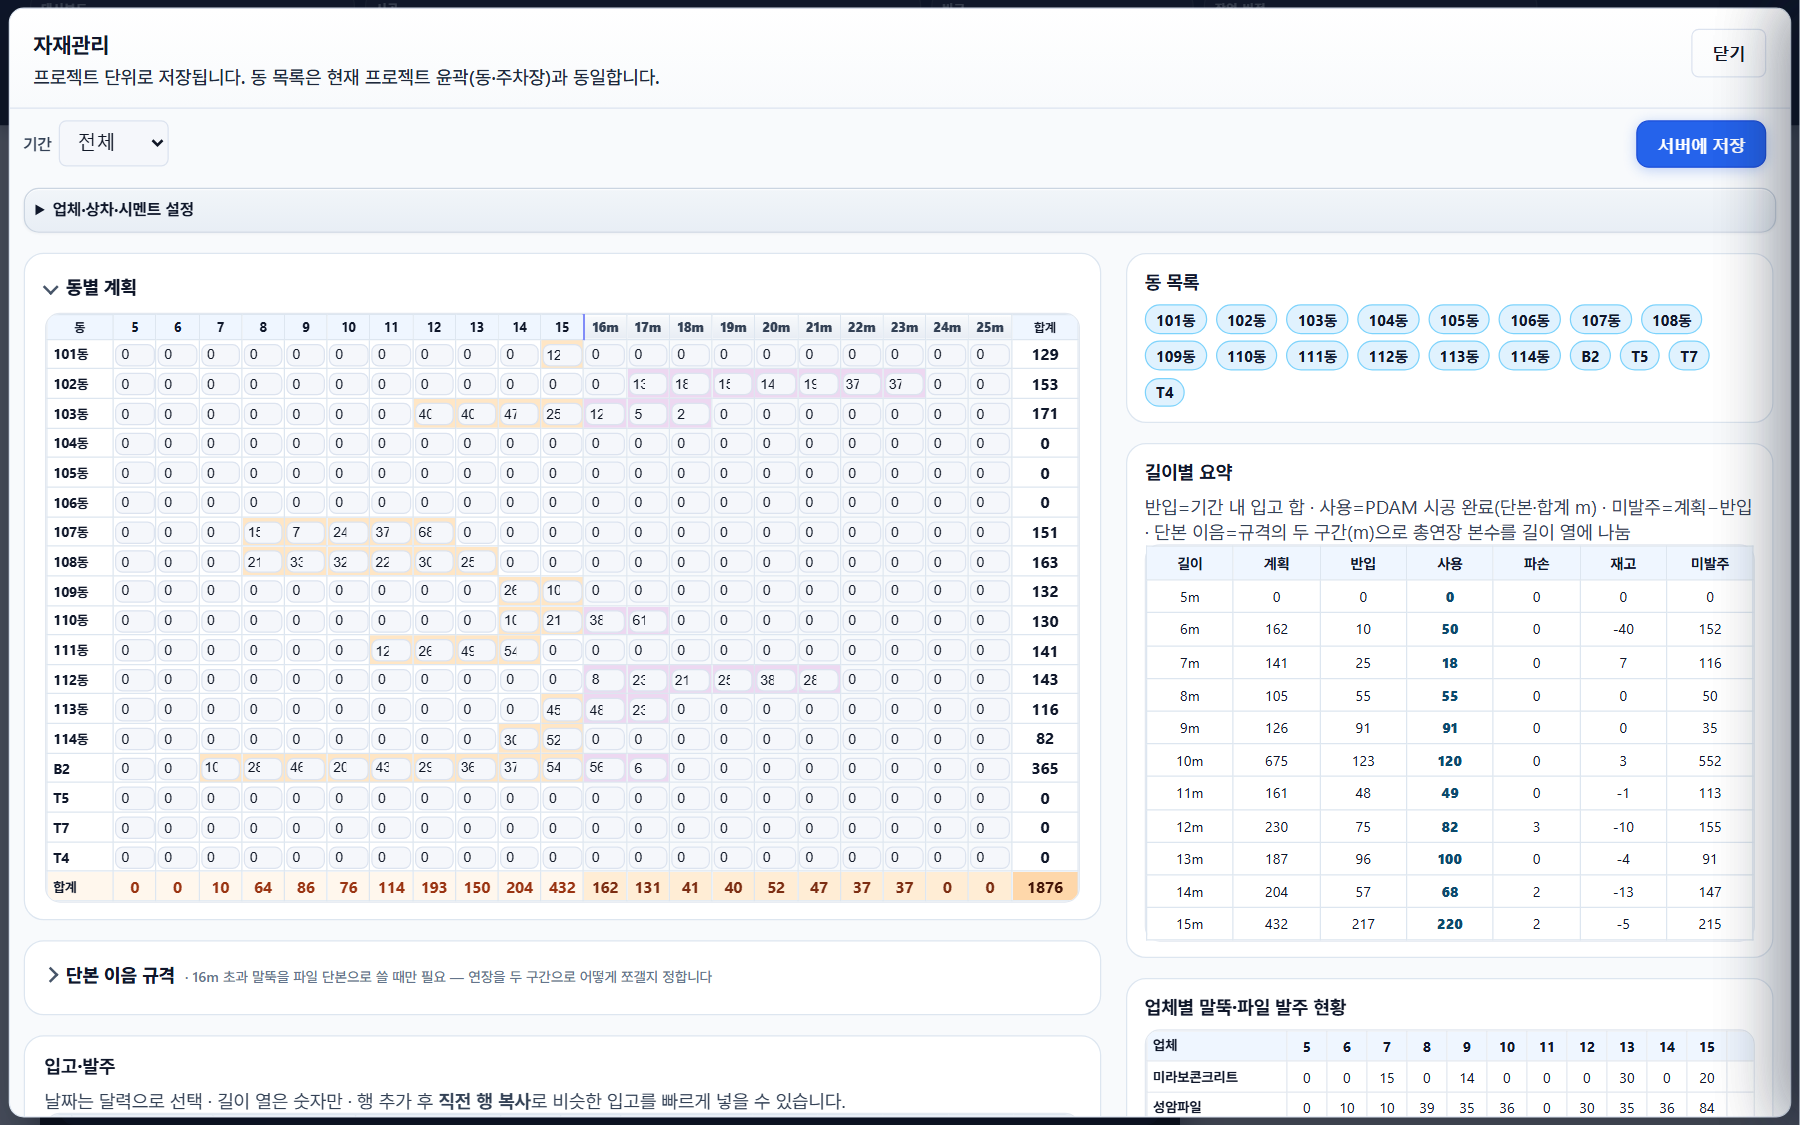 자재관리
프로젝트 단위로 저장됩니다. 동 목록은 현재 프로젝트 윤곽(동·주차장)과 동일합니다.
닫기
기간 전체
서버에 저장
▶ 업체·상차·시멘트 설정
동별 계획
동 5 6 7 8 9 10 11 12 13 14 15 16m 17m 18m 19m 20m 21m 22m 23m 24m 25m 합계
101동 0 0 0 0 0 0 0 0 0 0 12 0 0 0 0 0 0 0 0 0 0 129
102동 0 0 0 0 0 0 0 0 0 0 0 0 13 18 15 14 19 37 37 0 0 153
103동 0 0 0 0 0 0 0 40 40 47 25 12 5 2 0 0 0 0 0 0 0 171
104동 0 0 0 0 0 0 0 0 0 0 0 0 0 0 0 0 0 0 0 0 0 0
105동 0 0 0 0 0 0 0 0 0 0 0 0 0 0 0 0 0 0 0 0 0 0
106동 0 0 0 0 0 0 0 0 0 0 0 0 0 0 0 0 0 0 0 0 0 0
107동 0 0 0 15 7 24 37 68 0 0 0 0 0 0 0 0 0 0 0 0 0 151
108동 0 0 0 21 33 32 22 30 25 0 0 0 0 0 0 0 0 0 0 0 0 163
109동 0 0 0 0 0 0 0 0 0 26 10 0 0 0 0 0 0 0 0 0 0 132
110동 0 0 0 0 0 0 0 0 0 10 21 38 61 0 0 0 0 0 0 0 0 130
111동 0 0 0 0 0 0 12 26 49 54 0 0 0 0 0 0 0 0 0 0 0 141
112동 0 0 0 0 0 0 0 0 0 0 0 8 23 21 25 38 28 0 0 0 0 143
113동 0 0 0 0 0 0 0 0 0 0 45 48 23 0 0 0 0 0 0 0 0 116
114동 0 0 0 0 0 0 0 0 0 30 52 0 0 0 0 0 0 0 0 0 0 82
B2 0 0 10 28 46 20 43 29 36 37 54 56 6 0 0 0 0 0 0 0 0 365
T5 0 0 0 0 0 0 0 0 0 0 0 0 0 0 0 0 0 0 0 0 0 0
T7 0 0 0 0 0 0 0 0 0 0 0 0 0 0 0 0 0 0 0 0 0 0
T4 0 0 0 0 0 0 0 0 0 0 0 0 0 0 0 0 0 0 0 0 0 0
합계 0 0 10 64 86 76 114 193 150 204 432 162 131 41 40 52 47 37 37 0 0 1876
단본 이음 규격 · 16m 초과 말뚝을 파일 단본으로 쓸 때만 필요 — 연장을 두 구간으로 어떻게 쪼갤지 정합니다
입고·발주
날짜는 달력으로 선택 · 길이 열은 숫자만 · 행 추가 후 직전 행 복사로 비슷한 입고를 빠르게 넣을 수 있습니다.
동 목록
101동 102동 103동 104동 105동 106동 107동 108동
109동 110동 111동 112동 113동 114동 B2 T5 T7
T4
길이별 요약
반입=기간 내 입고 합 · 사용=PDAM 시공 완료(단본·합계 m) · 미발주=계획−반입
· 단본 이음=규격의 두 구간(m)으로 총연장 본수를 길이 열에 나눔
길이 계획 반입 사용 파손 재고 미발주
5m 0 0 0 0 0 0
6m 162 10 50 0 -40 152
7m 141 25 18 0 7 116
8m 105 55 55 0 0 50
9m 126 91 91 0 0 35
10m 675 123 120 0 3 552
11m 161 48 49 0 -1 113
12m 230 75 82 3 -10 155
13m 187 96 100 0 -4 91
14m 204 57 68 2 -13 147
15m 432 217 220 2 -5 215
업체별 말뚝·파일 발주 현황
업체 5 6 7 8 9 10 11 12 13 14 15
미라보콘크리트 0 0 15 0 14 0 0 0 30 0 20
성암파일 0 10 10 39 35 36 0 30 35 36 84